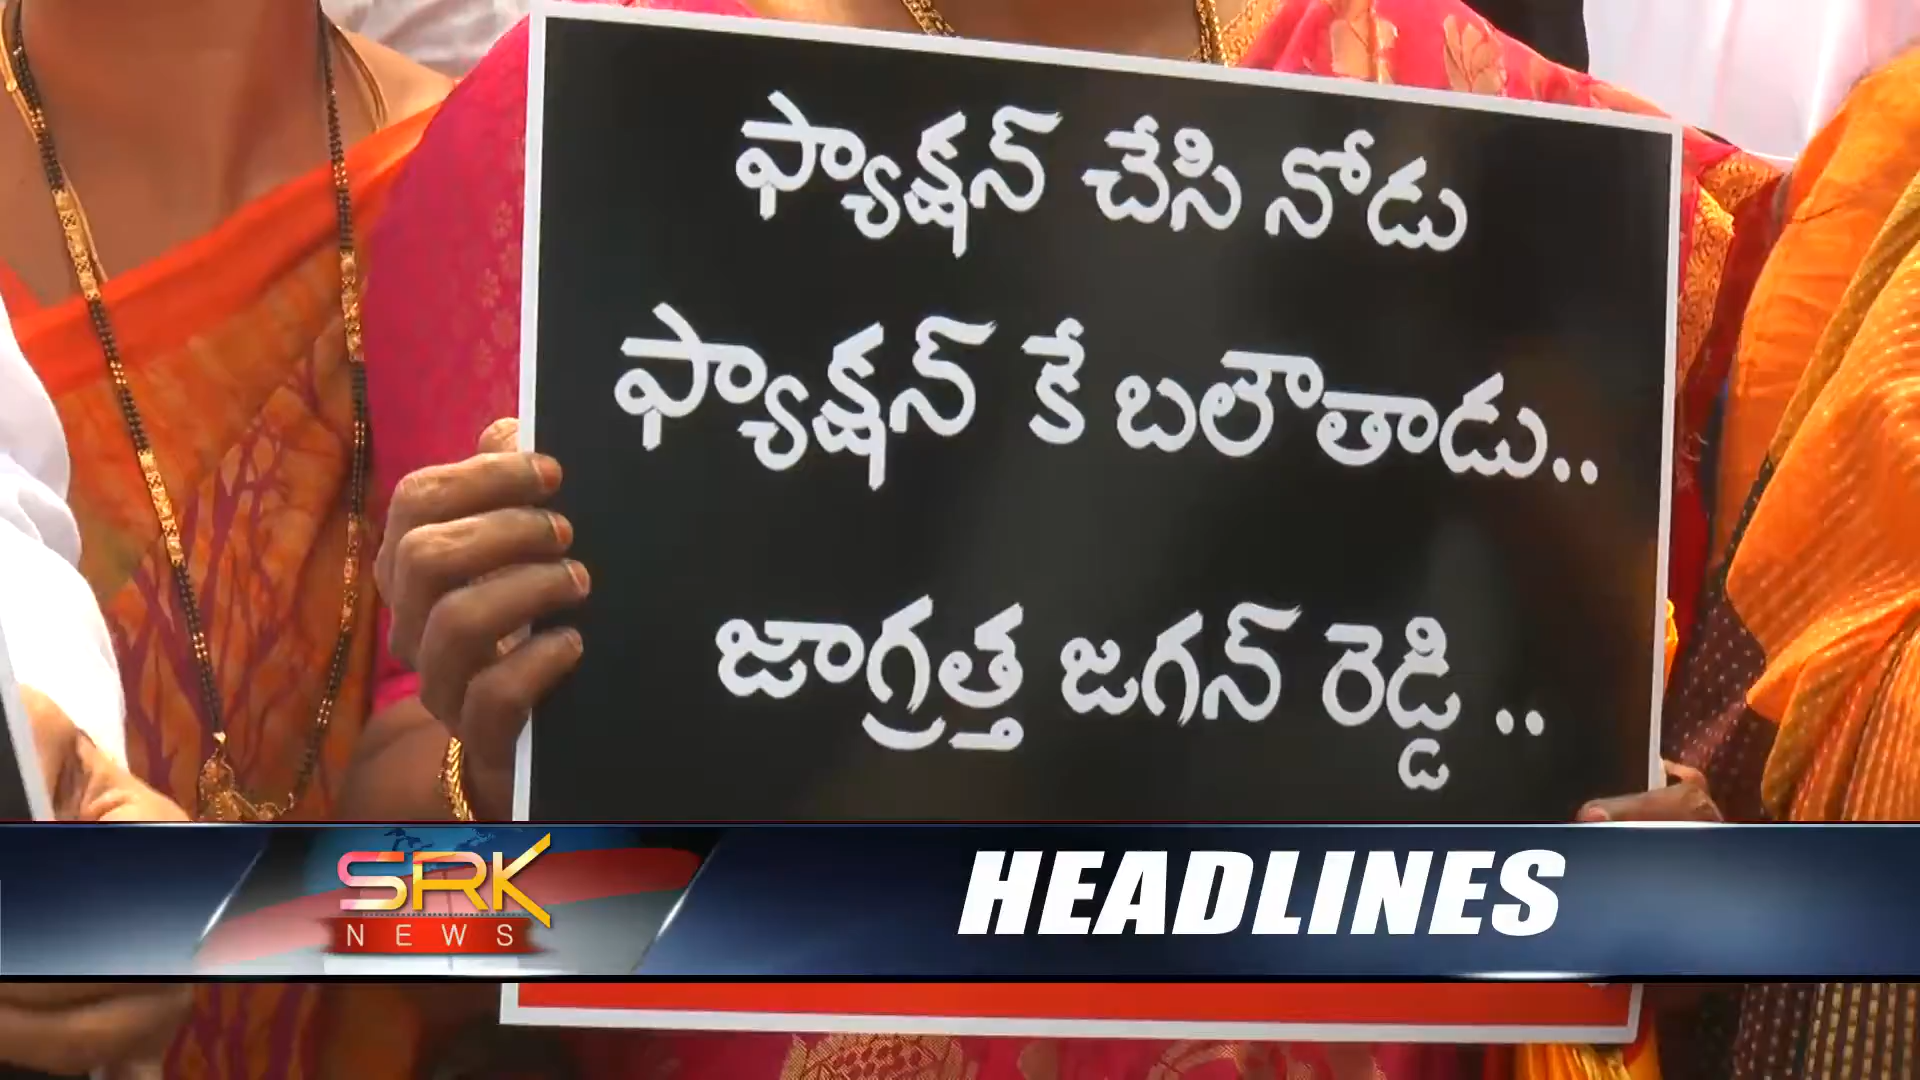 ఫ్యాక్షన్ చేసి నోడు
ఫ్యాక్షన్ కే బలౌతాడు..
జాగ్రత్త జగన్ రెడ్డి ..
SRK
NEWS
HEADLINES